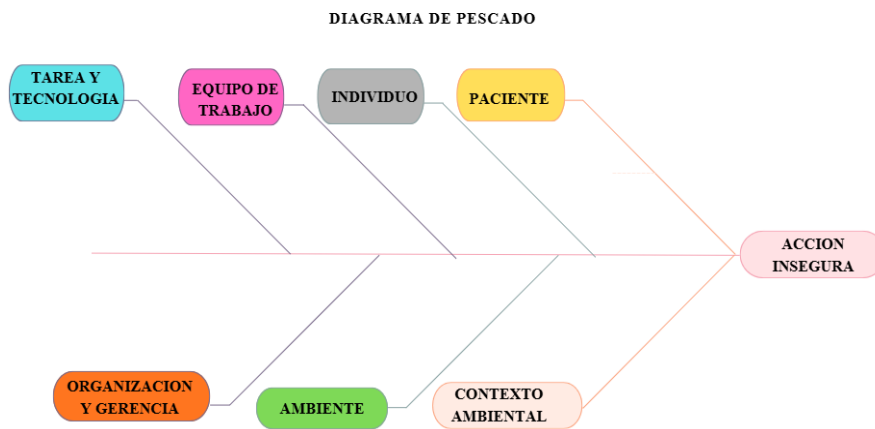 DIAGRAMA DE PESCADO
TAREA Y
TECNOLOGIA
EQUIPO DE
TRABAJO
INDIVIDUO
PACIENTE
ACCION
INSEGURA
ORGANIZACION
Y GERENCIA
AMBIENTE
CONTEXTO
AMBIENTAL